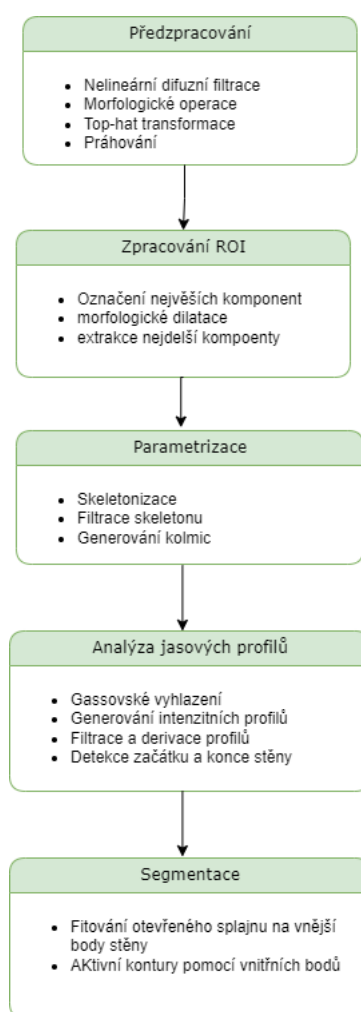 Předzpracování
Nelineární difuzní filtrace
Morfologické operace
Top-hat transformace
Práhování
Zpracování ROI
Označení nejvěších komponent
morfologické dilatace
extrakce nejdelší kompoenty
Parametrizace
Skeletonizace
Filtrace skeletonu
Generování kolmic
Analýza jasových profilů
Gassovské vyhlazení
Generování intenzitních profilů
Filtrace a derivace profilů
Detekce začátku a konce stěny
Segmentace
Fitování otevřeného splajnu na vnější
body stěny
AKtivní kontury pomocí vnitřních bodů